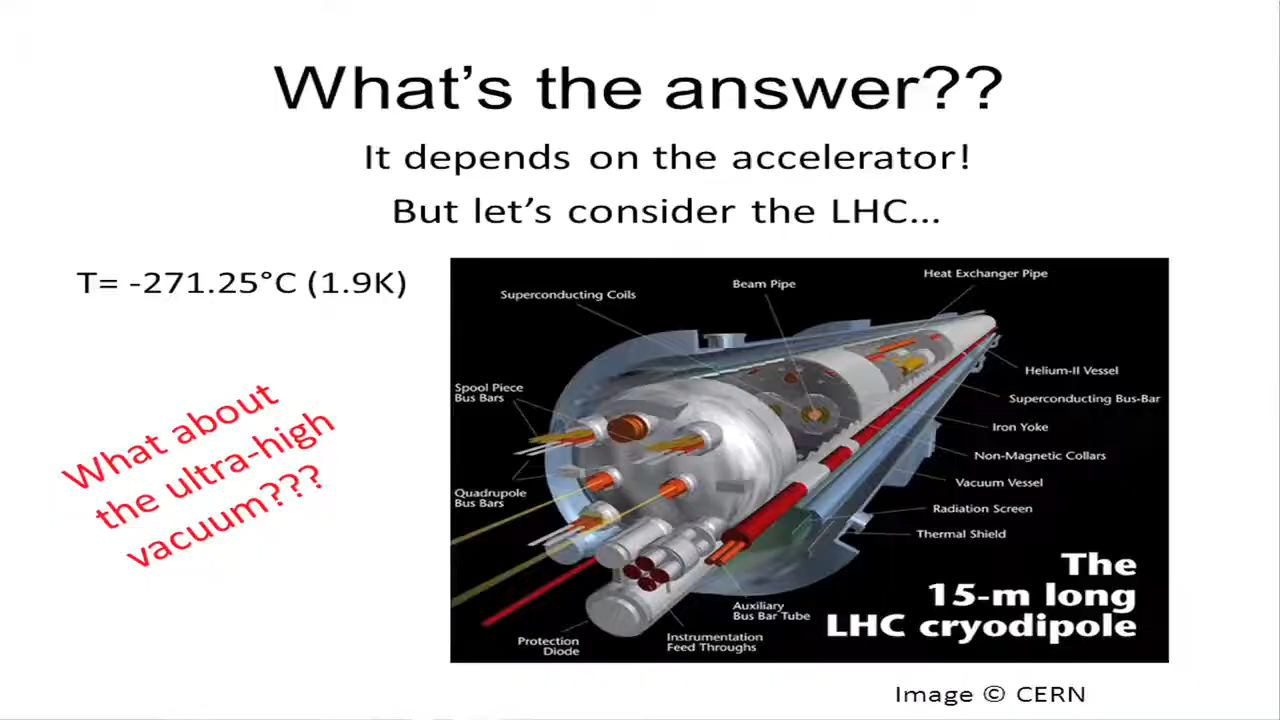 What's the answer??
It depends on the accelerator!
But let's consider the LHC...
T= -271.25°C (1.9K)
What about
the ultra-high
vacuum???
Superconducting Coils
Beam Pipe
Heat Exchanger Pipe
Helium-II Vessel
Spool Piece
Bus Bars
Superconducting Bus-Bar
Iron Yoke
Non-Magnetic Collars
Vacuum Vessel
Quadrupole
Bus Bars
Radiation Screen
Thermal Shield
The
15-m long
LHC cryodipole
Auxiliary
Bus Bar Tube
Protection
Diode
Instrumentation
Feed Throughs
Image © CERN